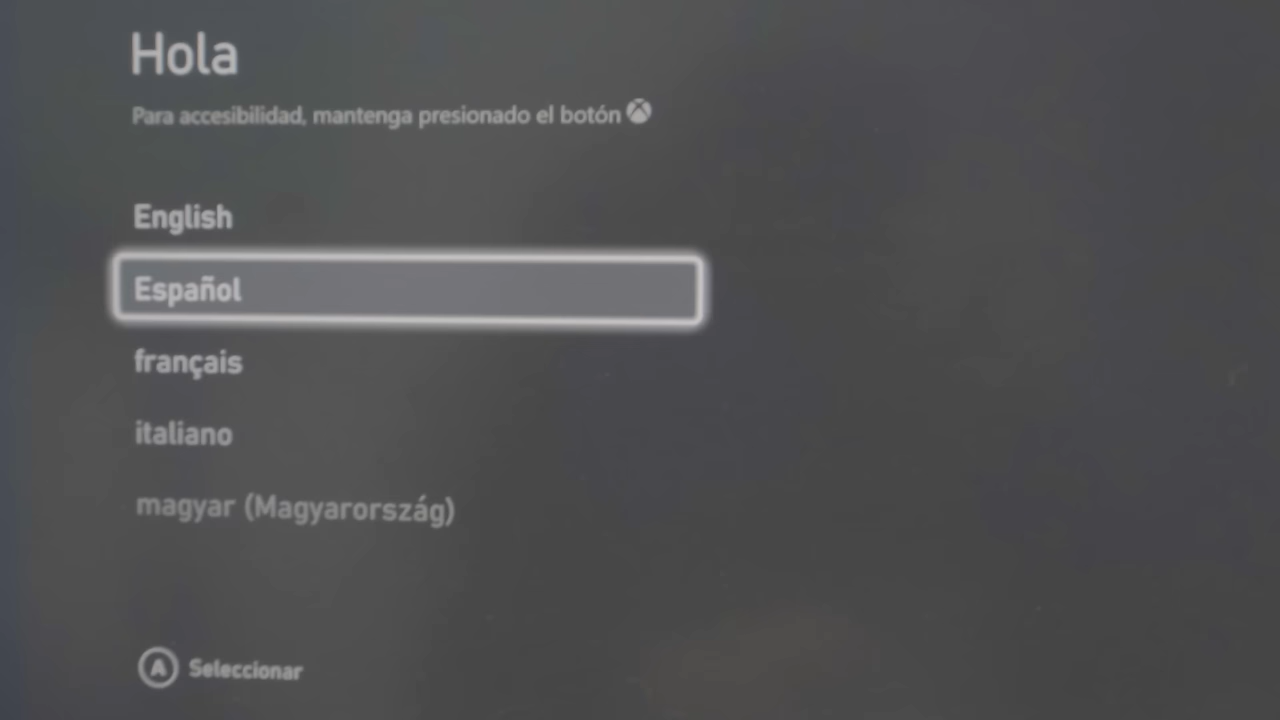 Hola
Para accesibilidad, mantenga presionado el botón
English
Español
français
italiano
magyar (Magyarország)
A Seleccionar